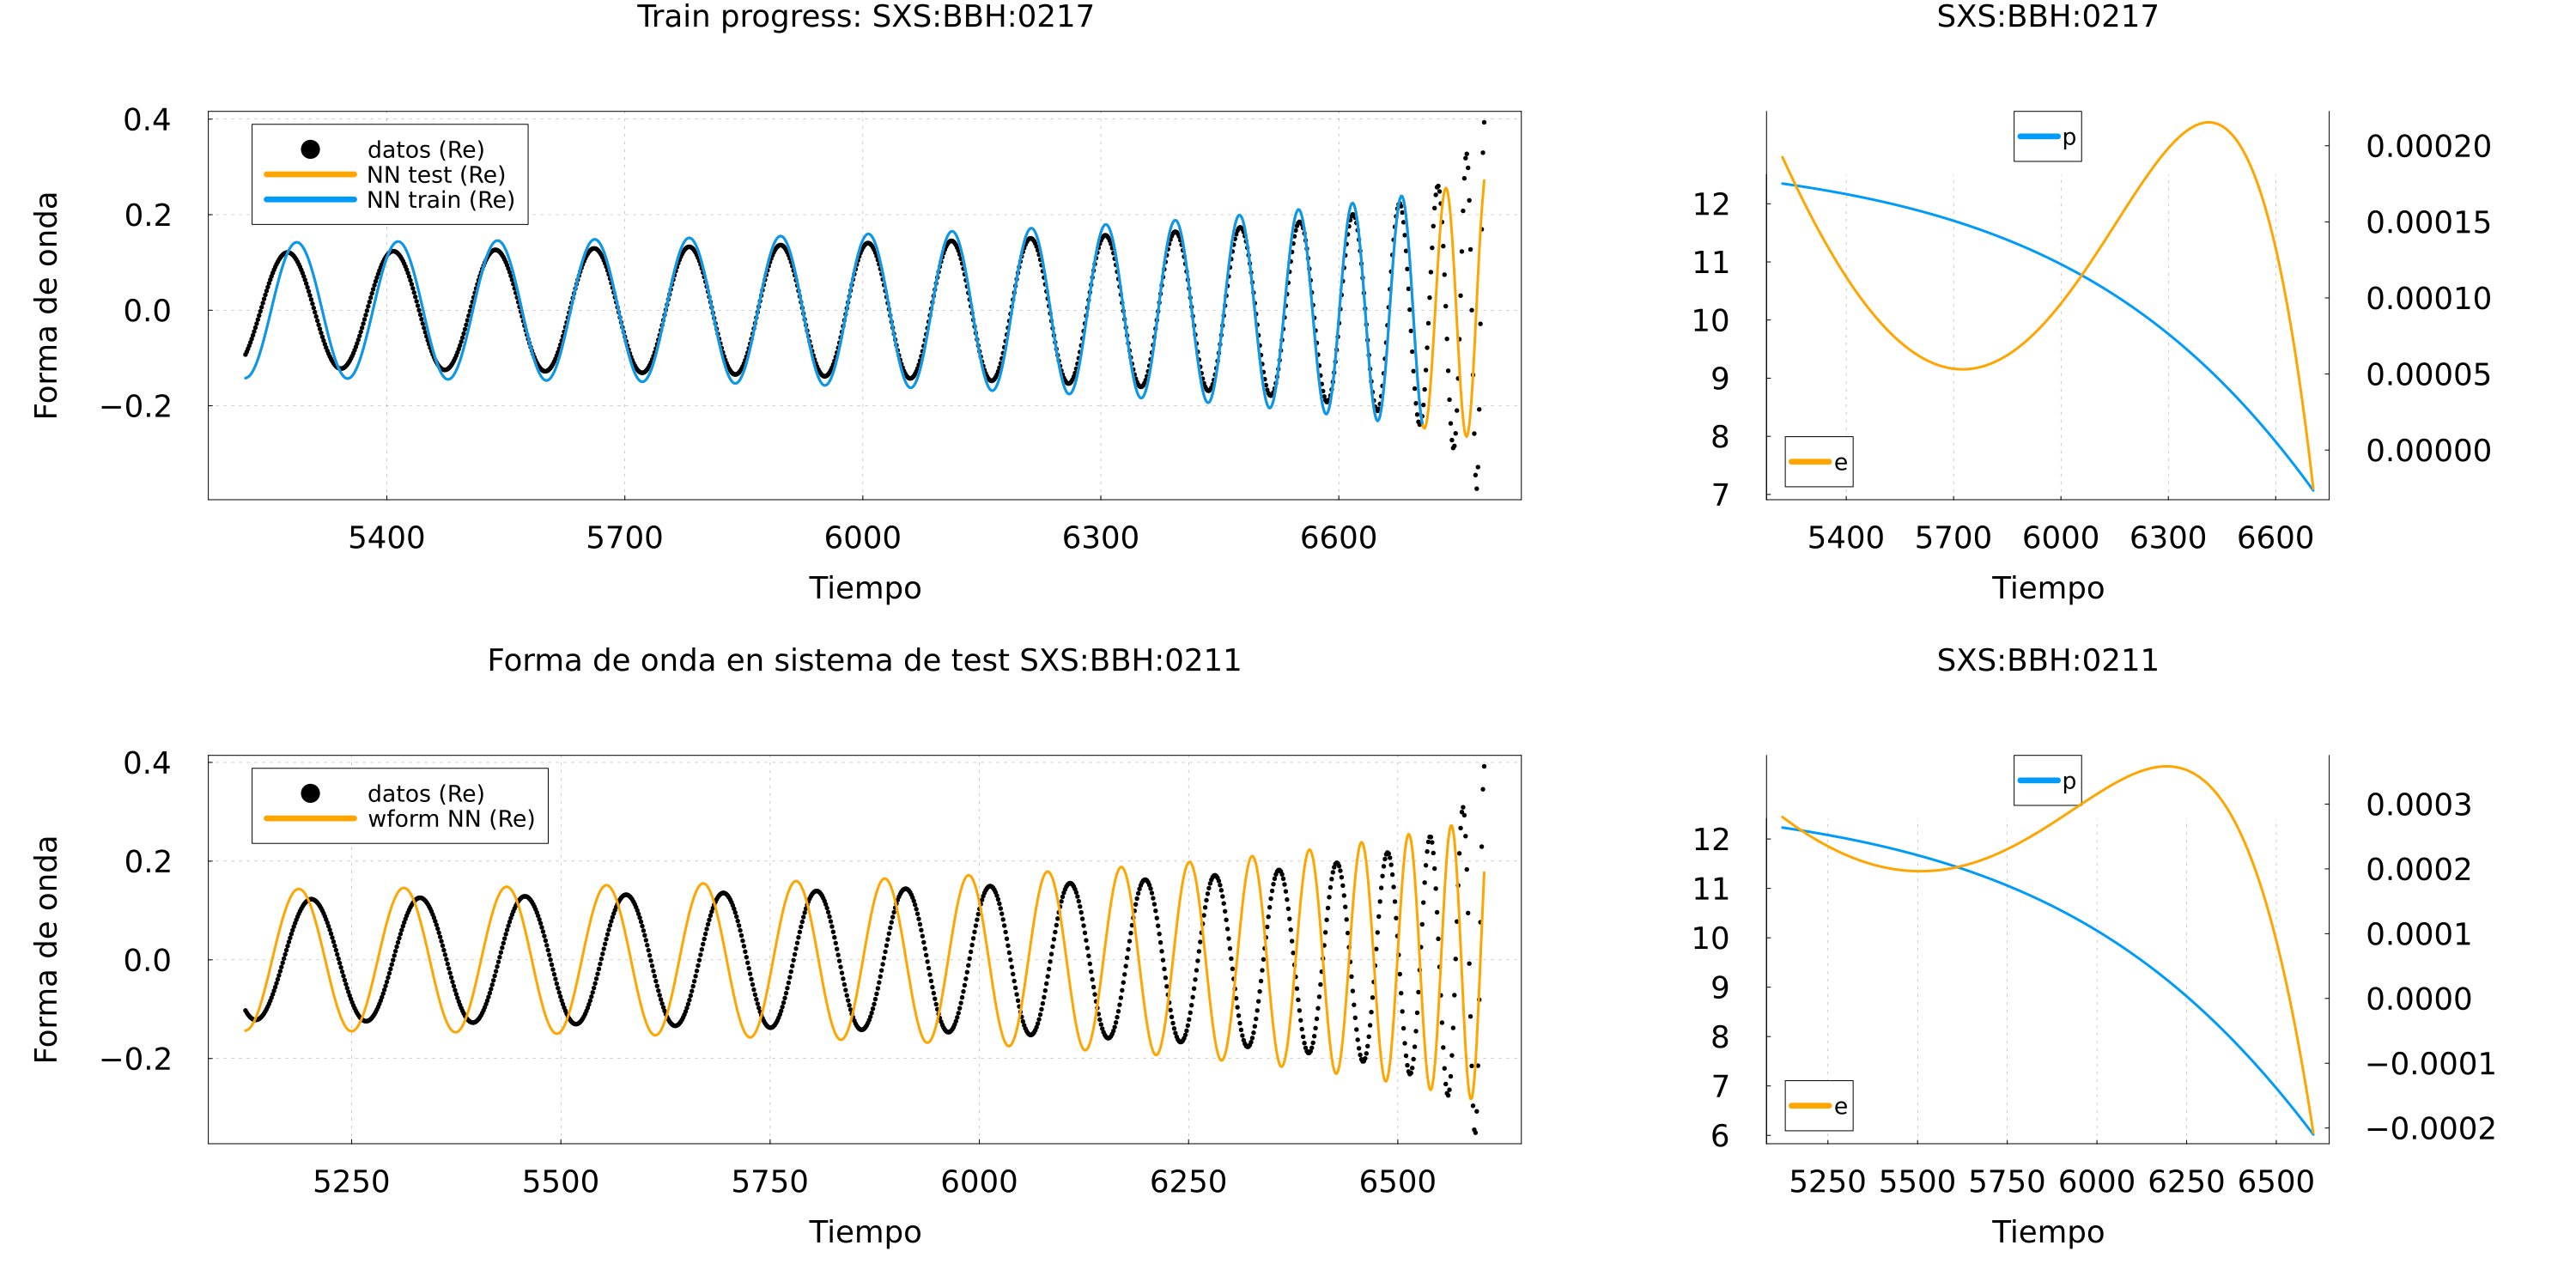 Train progress: SXS:BBH:0217
Forma de onda
0.4
0.2
0.0
−0.2
datos (Re)
NN test (Re)
NN train (Re)
5400 5700 6000 6300 6600
Tiempo
SXS:BBH:0217
p
e
12
11
10
9
8
7
0.00020
0.00015
0.00010
0.00005
0.00000
5400 5700 6000 6300 6600
Tiempo
Forma de onda en sistema de test SXS:BBH:0211
Forma de onda
0.4
0.2
0.0
−0.2
datos (Re)
wform NN (Re)
5250 5500 5750 6000 6250 6500
Tiempo
SXS:BBH:0211
p
e
12
11
10
9
8
7
6
0.0003
0.0002
0.0001
0.0000
−0.0001
−0.0002
5250 5500 5750 6000 6250 6500
Tiempo